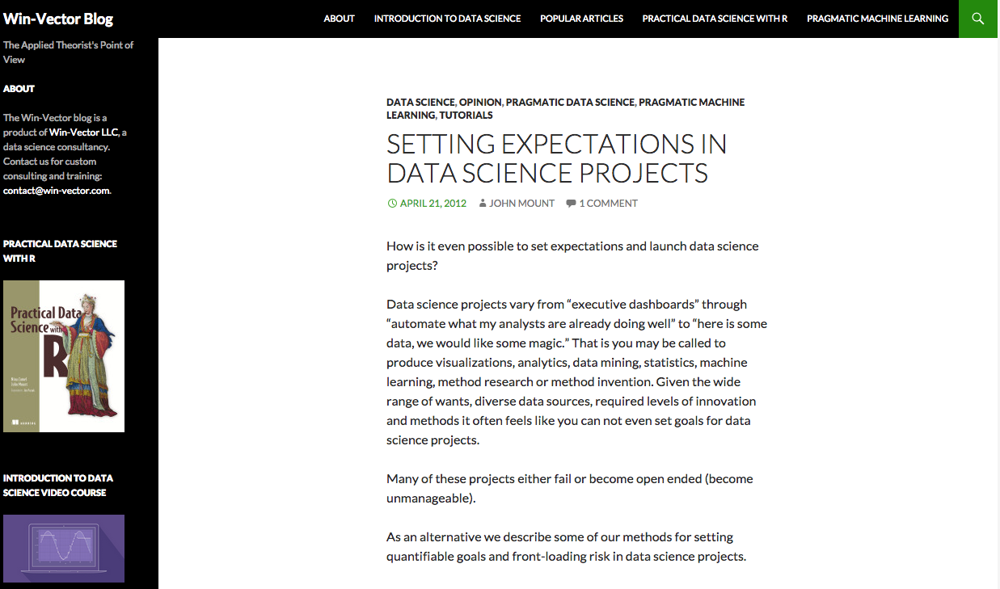 Win-Vector Blog
ABOUT INTRODUCTION TO DATA SCIENCE POPULAR ARTICLES PRACTICAL DATA SCIENCE WITH R PRAGMATIC MACHINE LEARNING
The Applied Theorist's Point of
View
ABOUT
The Win-Vector blog is a
product of Win-Vector LLC, a
data science consultancy.
Contact us for custom
consulting and training:
contact@win-vector.com.
PRACTICAL DATA SCIENCE
WITH R
Practical Data
Science with
R
Nina Zumel
John Mount
MANNING
INTRODUCTION TO DATA
SCIENCE VIDEO COURSE
DATA SCIENCE, OPINION, PRAGMATIC DATA SCIENCE, PRAGMATIC MACHINE
LEARNING, TUTORIALS
SETTING EXPECTATIONS IN
DATA SCIENCE PROJECTS
APRIL 21, 2012 JOHN MOUNT 1 COMMENT
How is it even possible to set expectations and launch data science
projects?
Data science projects vary from “executive dashboards” through
“automate what my analysts are already doing well” to “here is some
data, we would like some magic.” That is you may be called to
produce visualizations, analytics, data mining, statistics, machine
learning, method research or method invention. Given the wide
range of wants, diverse data sources, required levels of innovation
and methods it often feels like you can not even set goals for data
science projects.
Many of these projects either fail or become open ended (become
unmanageable).
As an alternative we describe some of our methods for setting
quantifiable goals and front-loading risk in data science projects.